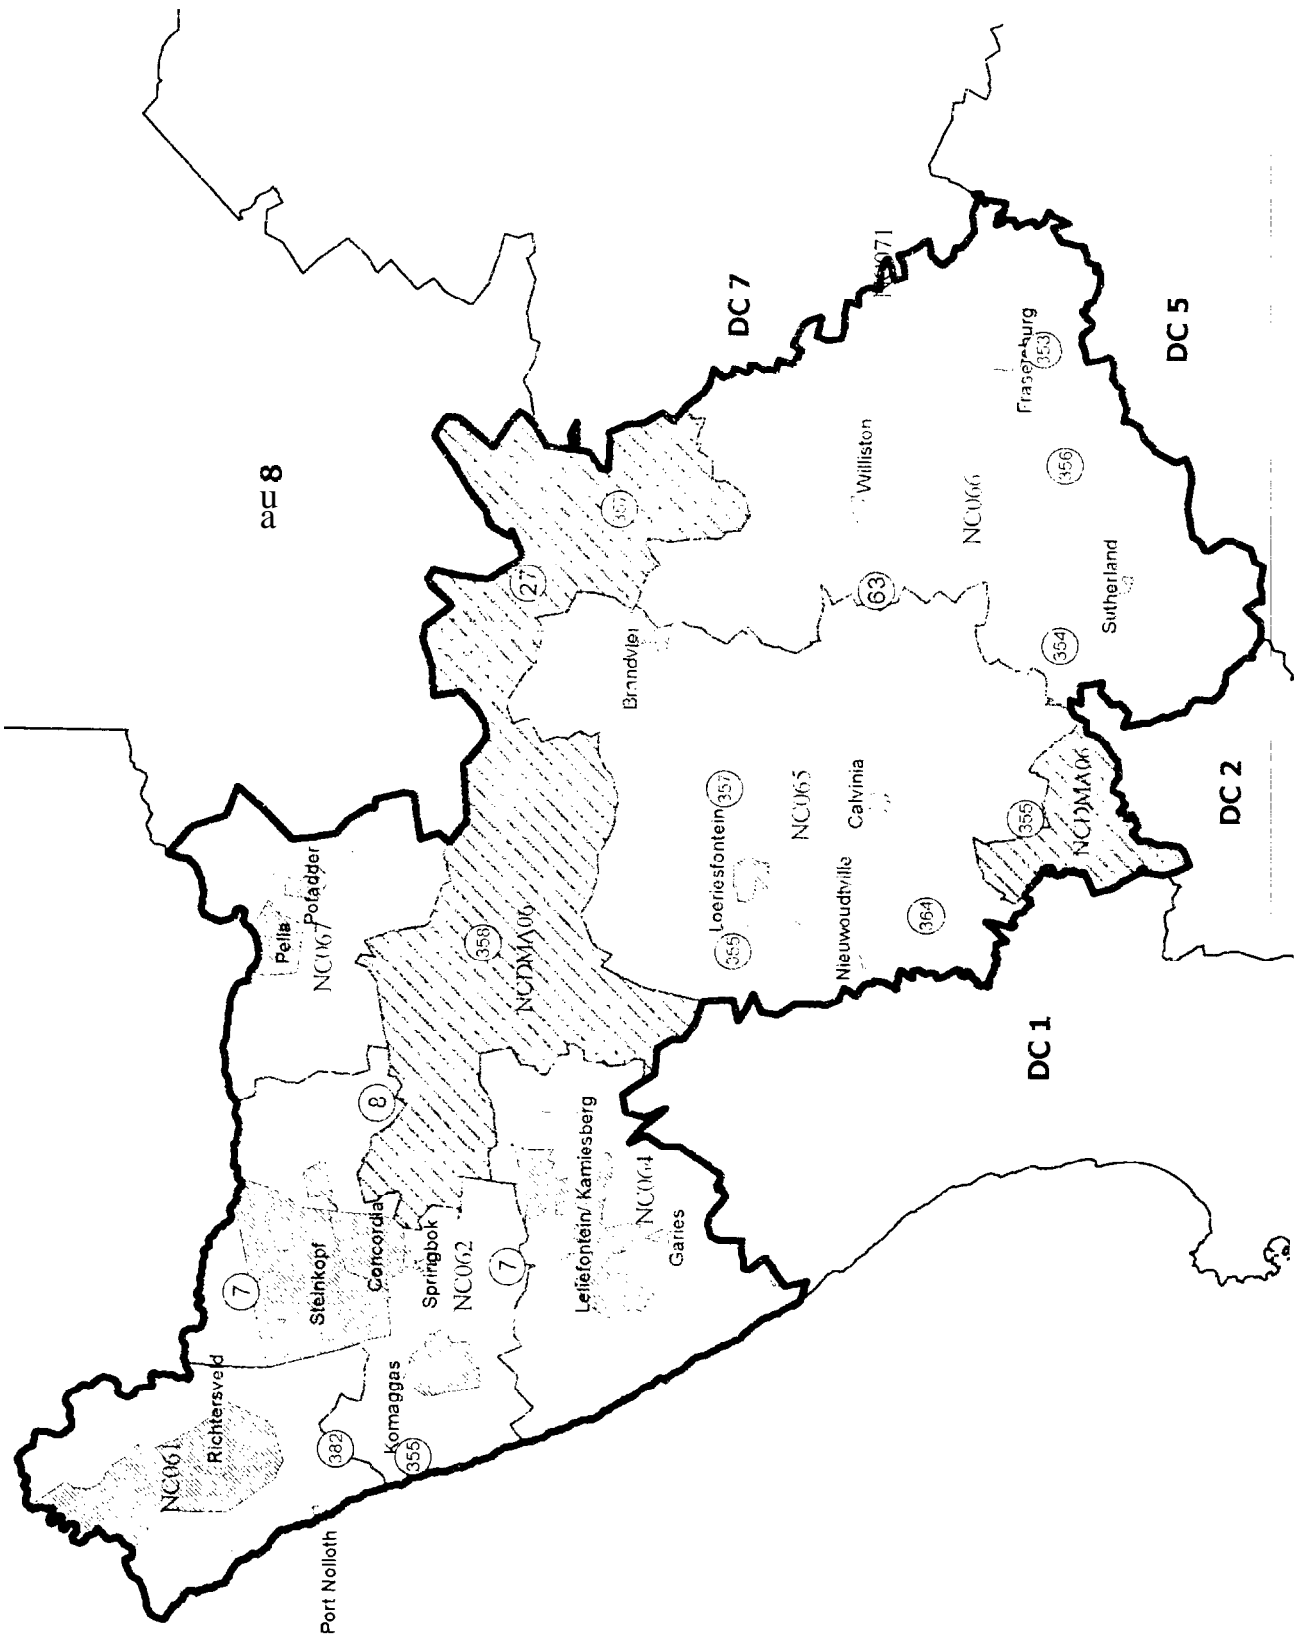 NC061
Richtersveld
7
8
Pella
Pofadder
Steinkopf
NC067
Port Nolloth
382
Concordia
8
Komaggas
355
Springbok
NC062
358
7
NCDMA06
27
Leliefontein/ Kamiesberg
357
Brandvlei
NC064
Garies
Loeriesfontein
357
355
DC 7
NC065
Nieuwoudtville
Calvinia
Williston
63
364
NC066
355
Fraserburg
DC 1
353
354
356
NCDMA06
Sutherland
DC 5
DC 2